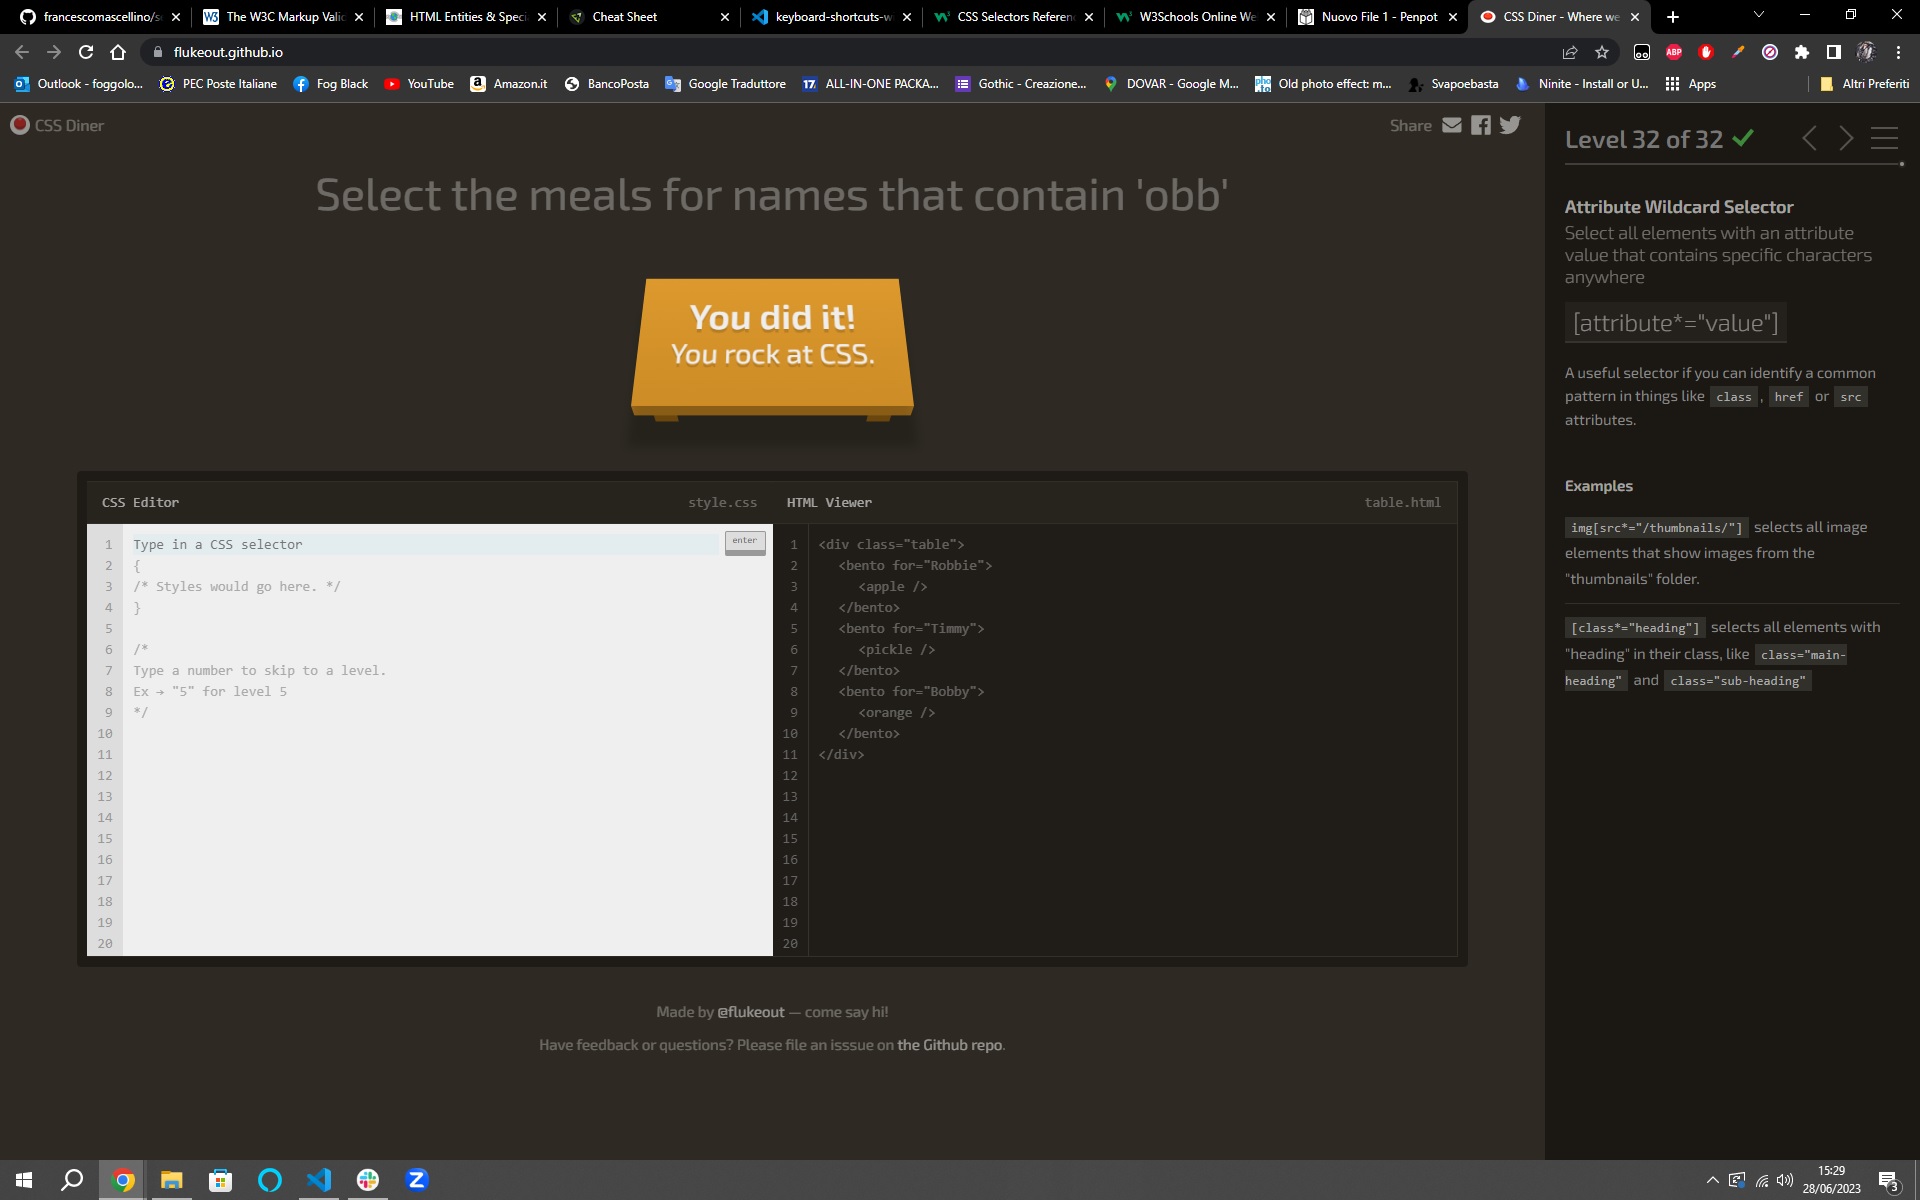 francescomascellino/s
The W3C Markup Valid
HTML Entities & Speci
Cheat Sheet
keyboard-shortcuts-w
CSS Selectors Referen
W3Schools Online We
Nuovo File 1 - Penpot
CSS Diner - Where we
flukeout.github.io
Outlook - foggolo...
PEC Poste Italiane
Fog Black
YouTube
Amazon.it
BancoPosta
Google Traduttore
ALL-IN-ONE PACKA...
Gothic - Creazione...
DOVAR - Google M...
Old photo effect: m...
Svapoebasta
Ninite - Install or U...
Apps
Altri Preferiti
CSS Diner
Share
Select the meals for names that contain 'obb'
You did it!
You rock at CSS.
CSS Editor
style.css
HTML Viewer
table.html
enter
1 Type in a CSS selector
2 {
3 /* Styles would go here. */
4 }
5
6 /*
7 Type a number to skip to a level.
8 Ex → "5" for level 5
9 */
10
11
12
13
14
15
16
17
18
19
20
1 <div class="table">
2 <bento for="Robbie">
3 <apple />
4 </bento>
5 <bento for="Timmy">
6 <pickle />
7 </bento>
8 <bento for="Bobby">
9 <orange />
10 </bento>
11 </div>
12
13
14
15
16
17
18
19
20
Made by @flukeout — come say hi!
Have feedback or questions? Please file an isssue on the Github repo.
Level 32 of 32
Attribute Wildcard Selector
Select all elements with an attribute
value that contains specific characters
anywhere
[attribute*="value"]
A useful selector if you can identify a common
pattern in things like class, href or src
attributes.
Examples
img[src*="/thumbnails/"] selects all image
elements that show images from the
"thumbnails" folder.
[class*="heading"] selects all elements with
"heading" in their class, like class="main-
heading" and class="sub-heading"
15:29
28/06/2023
3